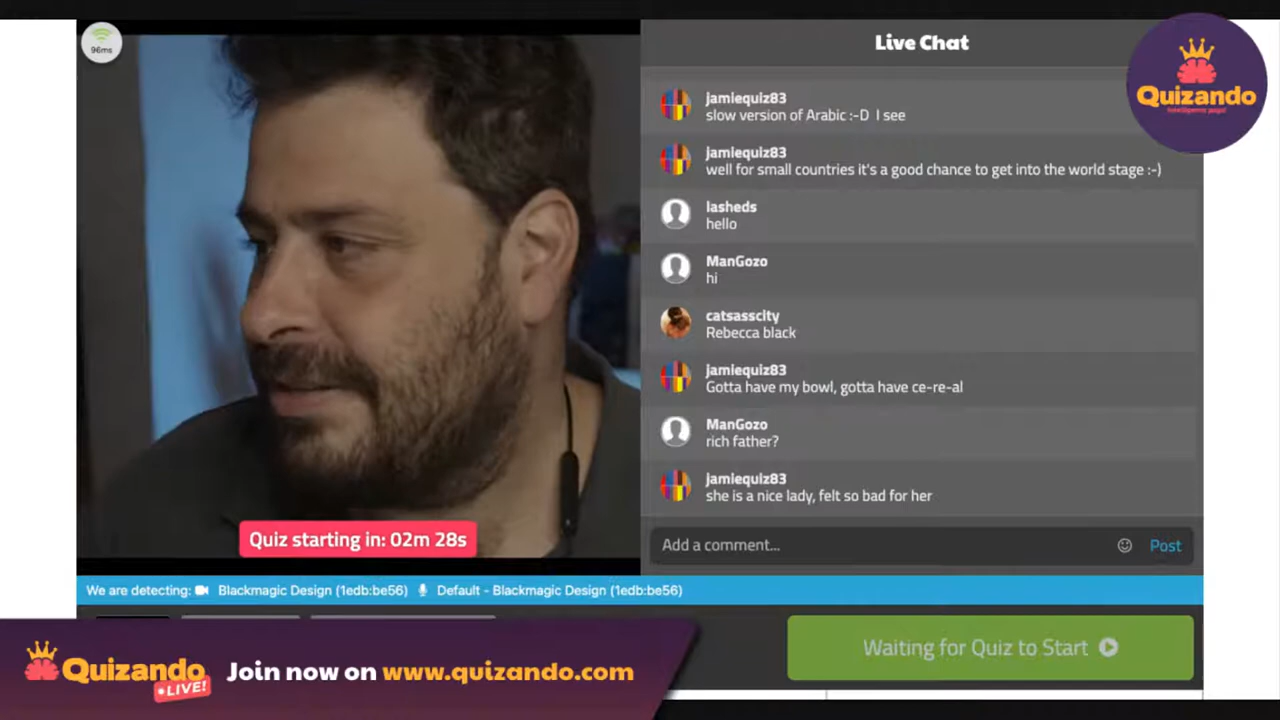 96ms
Live Chat
Quizando
jamiequiz83
slow version of Arabic :-D I see
jamiequiz83
well for small countries it's a good chance to get into the world stage :-)
lasheds
hello
ManGozo
hi
catsasscity
Rebecca black
jamiequiz83
Gotta have my bowl, gotta have ce-re-al
ManGozo
rich father?
jamiequiz83
she is a nice lady, felt so bad for her
Quiz starting in: 02m 28s
Add a comment...
Post
We are detecting: Blackmagic Design (1edb:be56) Default - Blackmagic Design (1edb:be56)
Waiting for Quiz to Start
Quizando
LIVE!
Join now on www.quizando.com